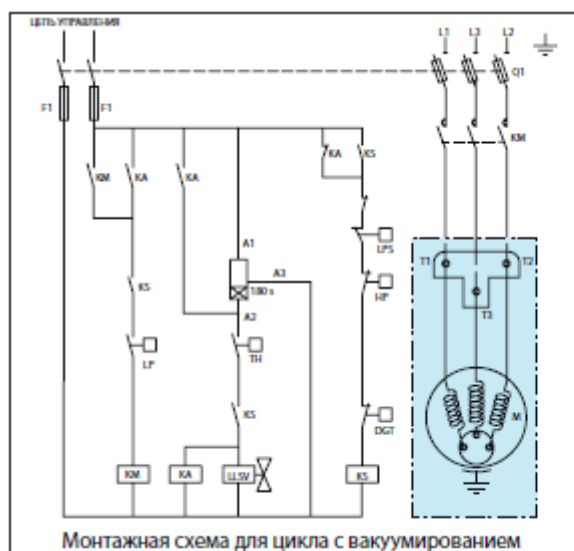 ЦЕПЬ УПРАВЛЕНИЯ
L1 L3 L2
Q1
F1 F1
KM
KA KS
KM KA KA
A1
LPS
T1 T2
A3
HP
180 s
T3
KS
A2
LP TH
KS
DGT
M
KM KA LLSV KS
Монтажная схема для цикла с вакуумированием